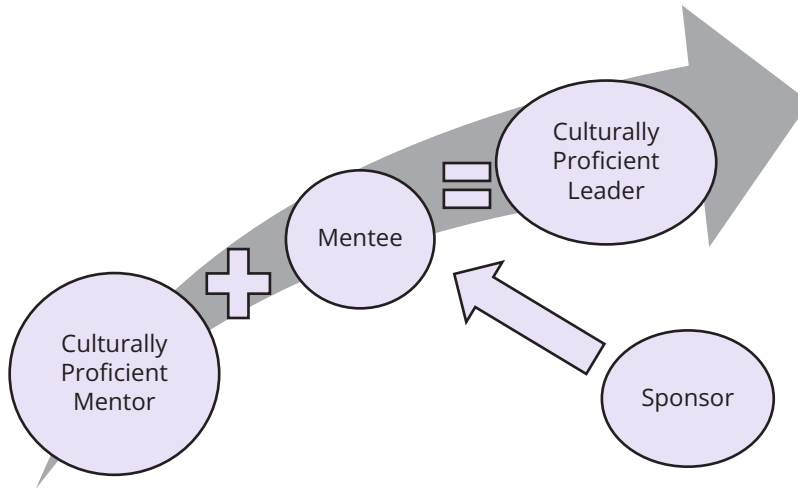 Culturally
Proficient
Mentor
Mentee
Culturally
Proficient
Leader
Sponsor